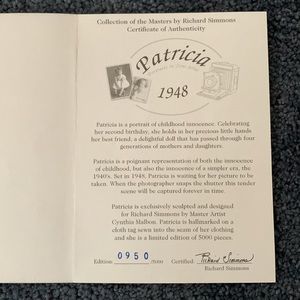 Collection of the Masters by Richard Simmons
Certificate of Authenticity
Patricia
1948
Patricia is a portrait of childhood innocence. Celebrating
her second birthday, she holds in her precious little hands
her best friend, a delightful doll that has passed through four
generations of mothers and daughters.
Patricia is a poignant representation of both the innocence
of childhood, but also the innocence of a simpler era, the
1940's. Set in 1948, Patricia is waiting for her picture to be
taken. When the photographer snaps the shutter this tender
scene will be captured forever in time.
Patricia is exclusively sculpted and designed
for Richard Simmons by Master Artist
Cynthia Malbon. Patricia is hallmarked on
a cloth tag sewn into the seam of her clothing
and she is a limited edition of 5000 pieces.
Edition 0950 /5000 Certified: Richard Simmons
Richard Simmons